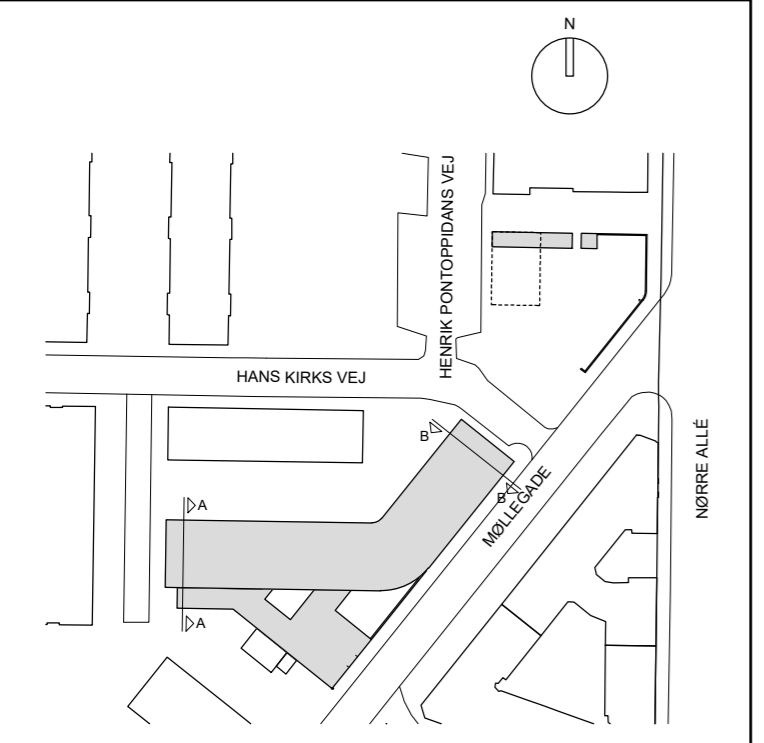 N
HENRIK PONTOPPIDANS VEJ
HANS KIRKS VEJ
B
B
MØLLEGADE
NØRRE ALLÉ
A
A